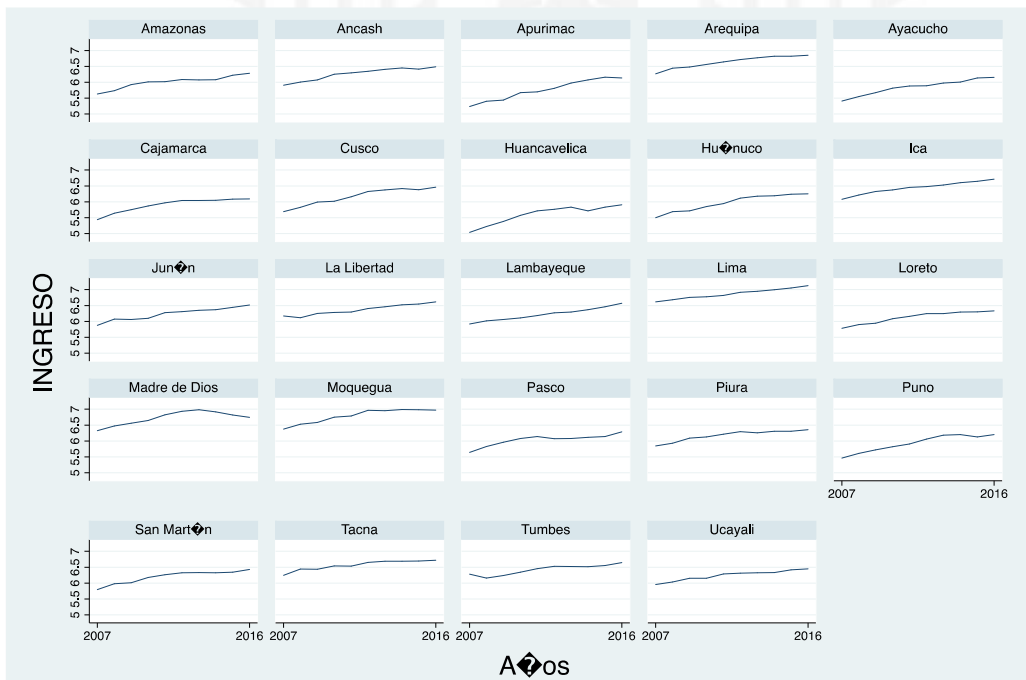 Amazonas Ancash Apurimac Arequipa Ayacucho
5 5.5 6 6.5 7
Cajamarca Cusco Huancavelica Hu�nuco Ica
5 5.5 6 6.5 7
Jun�n La Libertad Lambayeque Lima Loreto
5 5.5 6 6.5 7
INGRESO
Madre de Dios Moquegua Pasco Piura Puno
5 5.5 6 6.5 7
2007 2016
San Mart�n Tacna Tumbes Ucayali
5 5.5 6 6.5 7
2007 2016 2007 2016 2007 2016 2007 2016
A�os